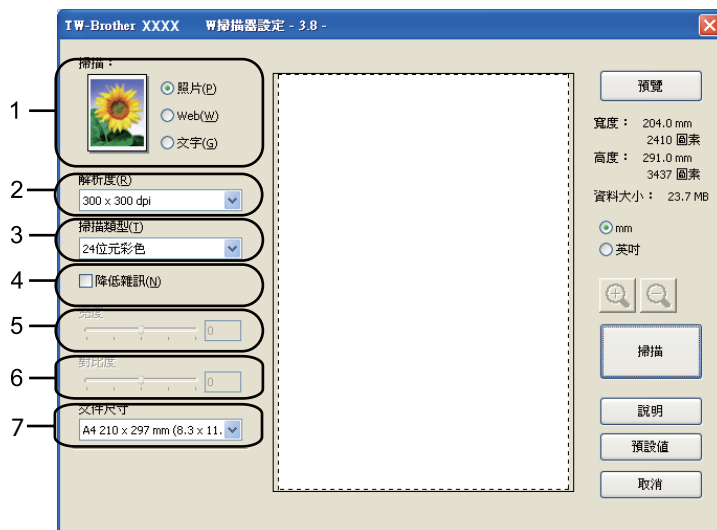 TW-Brother XXXX W掃描器設定 - 3.8 -
掃描：
照片(P)
Web(W)
文字(G)
1
解析度(R)
2
300 x 300 dpi
掃描類型(T)
3
24位元彩色
4
降低雜訊(N)
亮度
5
0
對比度
6
0
文件尺寸
7
A4 210 x 297 mm (8.3 x 11.
預覽
寬度： 204.0 mm
2410 圖素
高度： 291.0 mm
3437 圖素
資料大小： 23.7 MB
mm
英吋
掃描
說明
預設值
取消